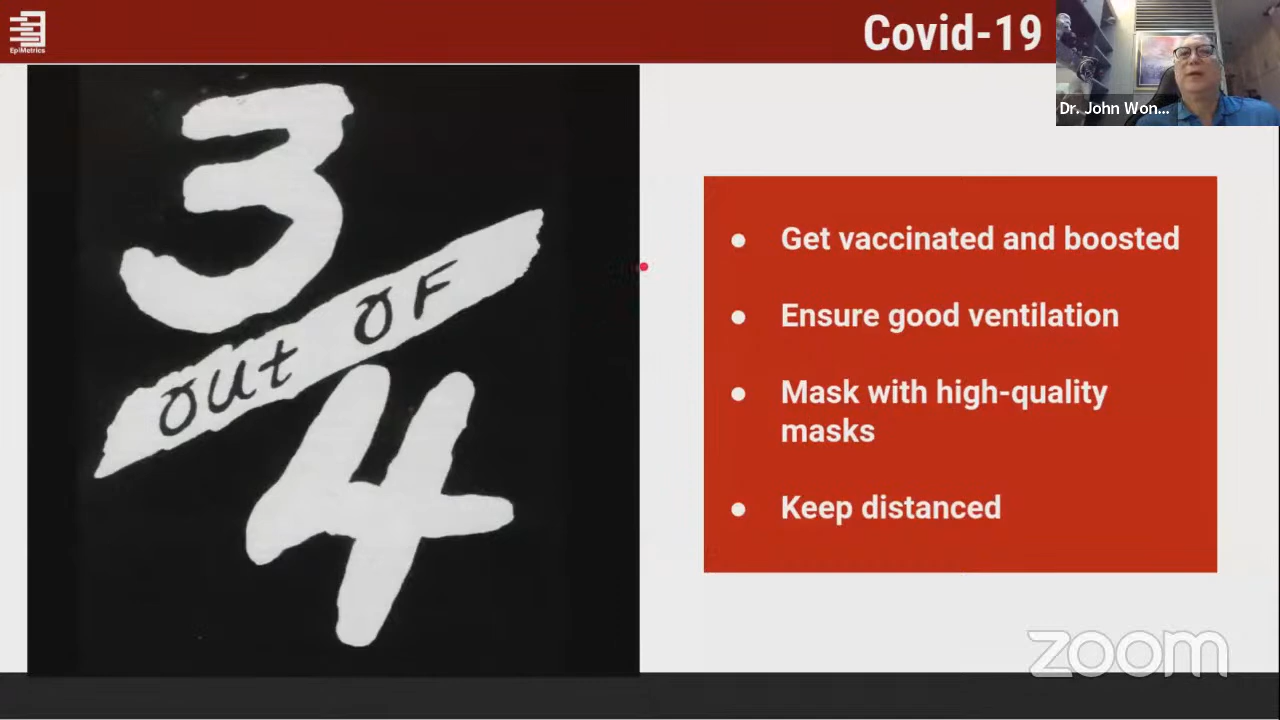 EpiMetrics
Covid-19
Dr. John Won...
3
out OF
4
● Get vaccinated and boosted
● Ensure good ventilation
● Mask with high-quality
masks
● Keep distanced
zoom